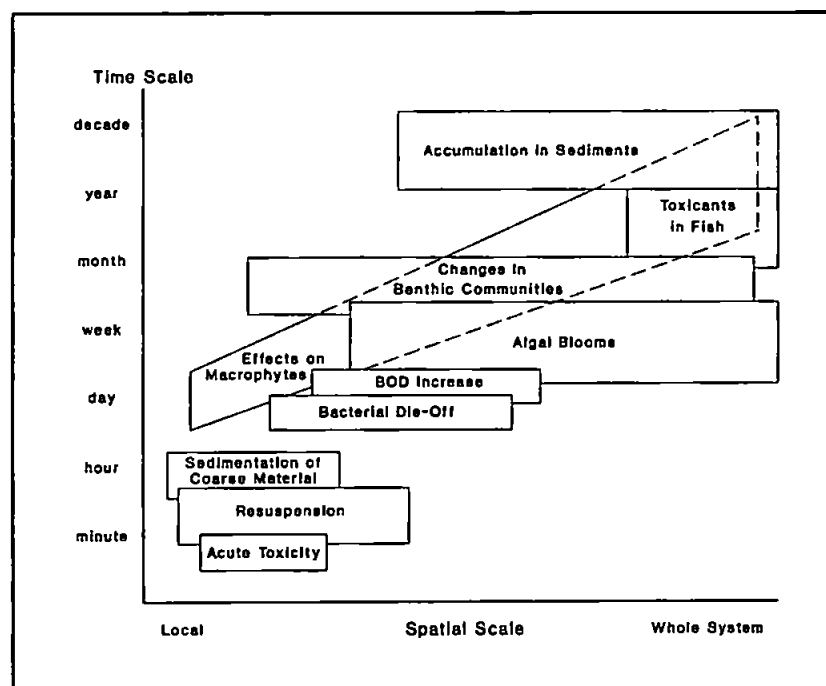 Time Scale
decade
Accumulation in Sediments
year
Toxicants
in Fish
month
Changes in
Benthic Communities
week
Algal Blooms
Effects on
Macrophytes
BOD Increase
day
Bacterial Die-Off
hour
Sedimentation of
Coarse Material
Resuspension
minute
Acute Toxicity
Local
Spatial Scale
Whole System